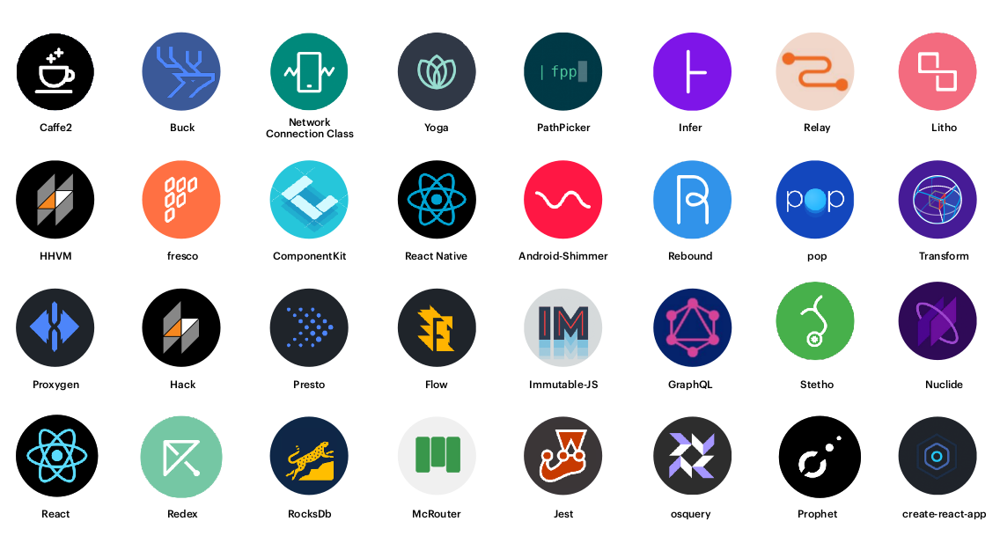 | fpp
Caffe2
Buck
Network
Connection Class
Yoga
PathPicker
Infer
Relay
Litho
pop
HHVM
fresco
ComponentKit
React Native
Android-Shimmer
Rebound
pop
Transform
IM
Proxygen
Hack
Presto
Flow
Immutable-JS
GraphQL
Stetho
Nuclide
React
Redex
RocksDb
McRouter
Jest
osquery
Prophet
create-react-app